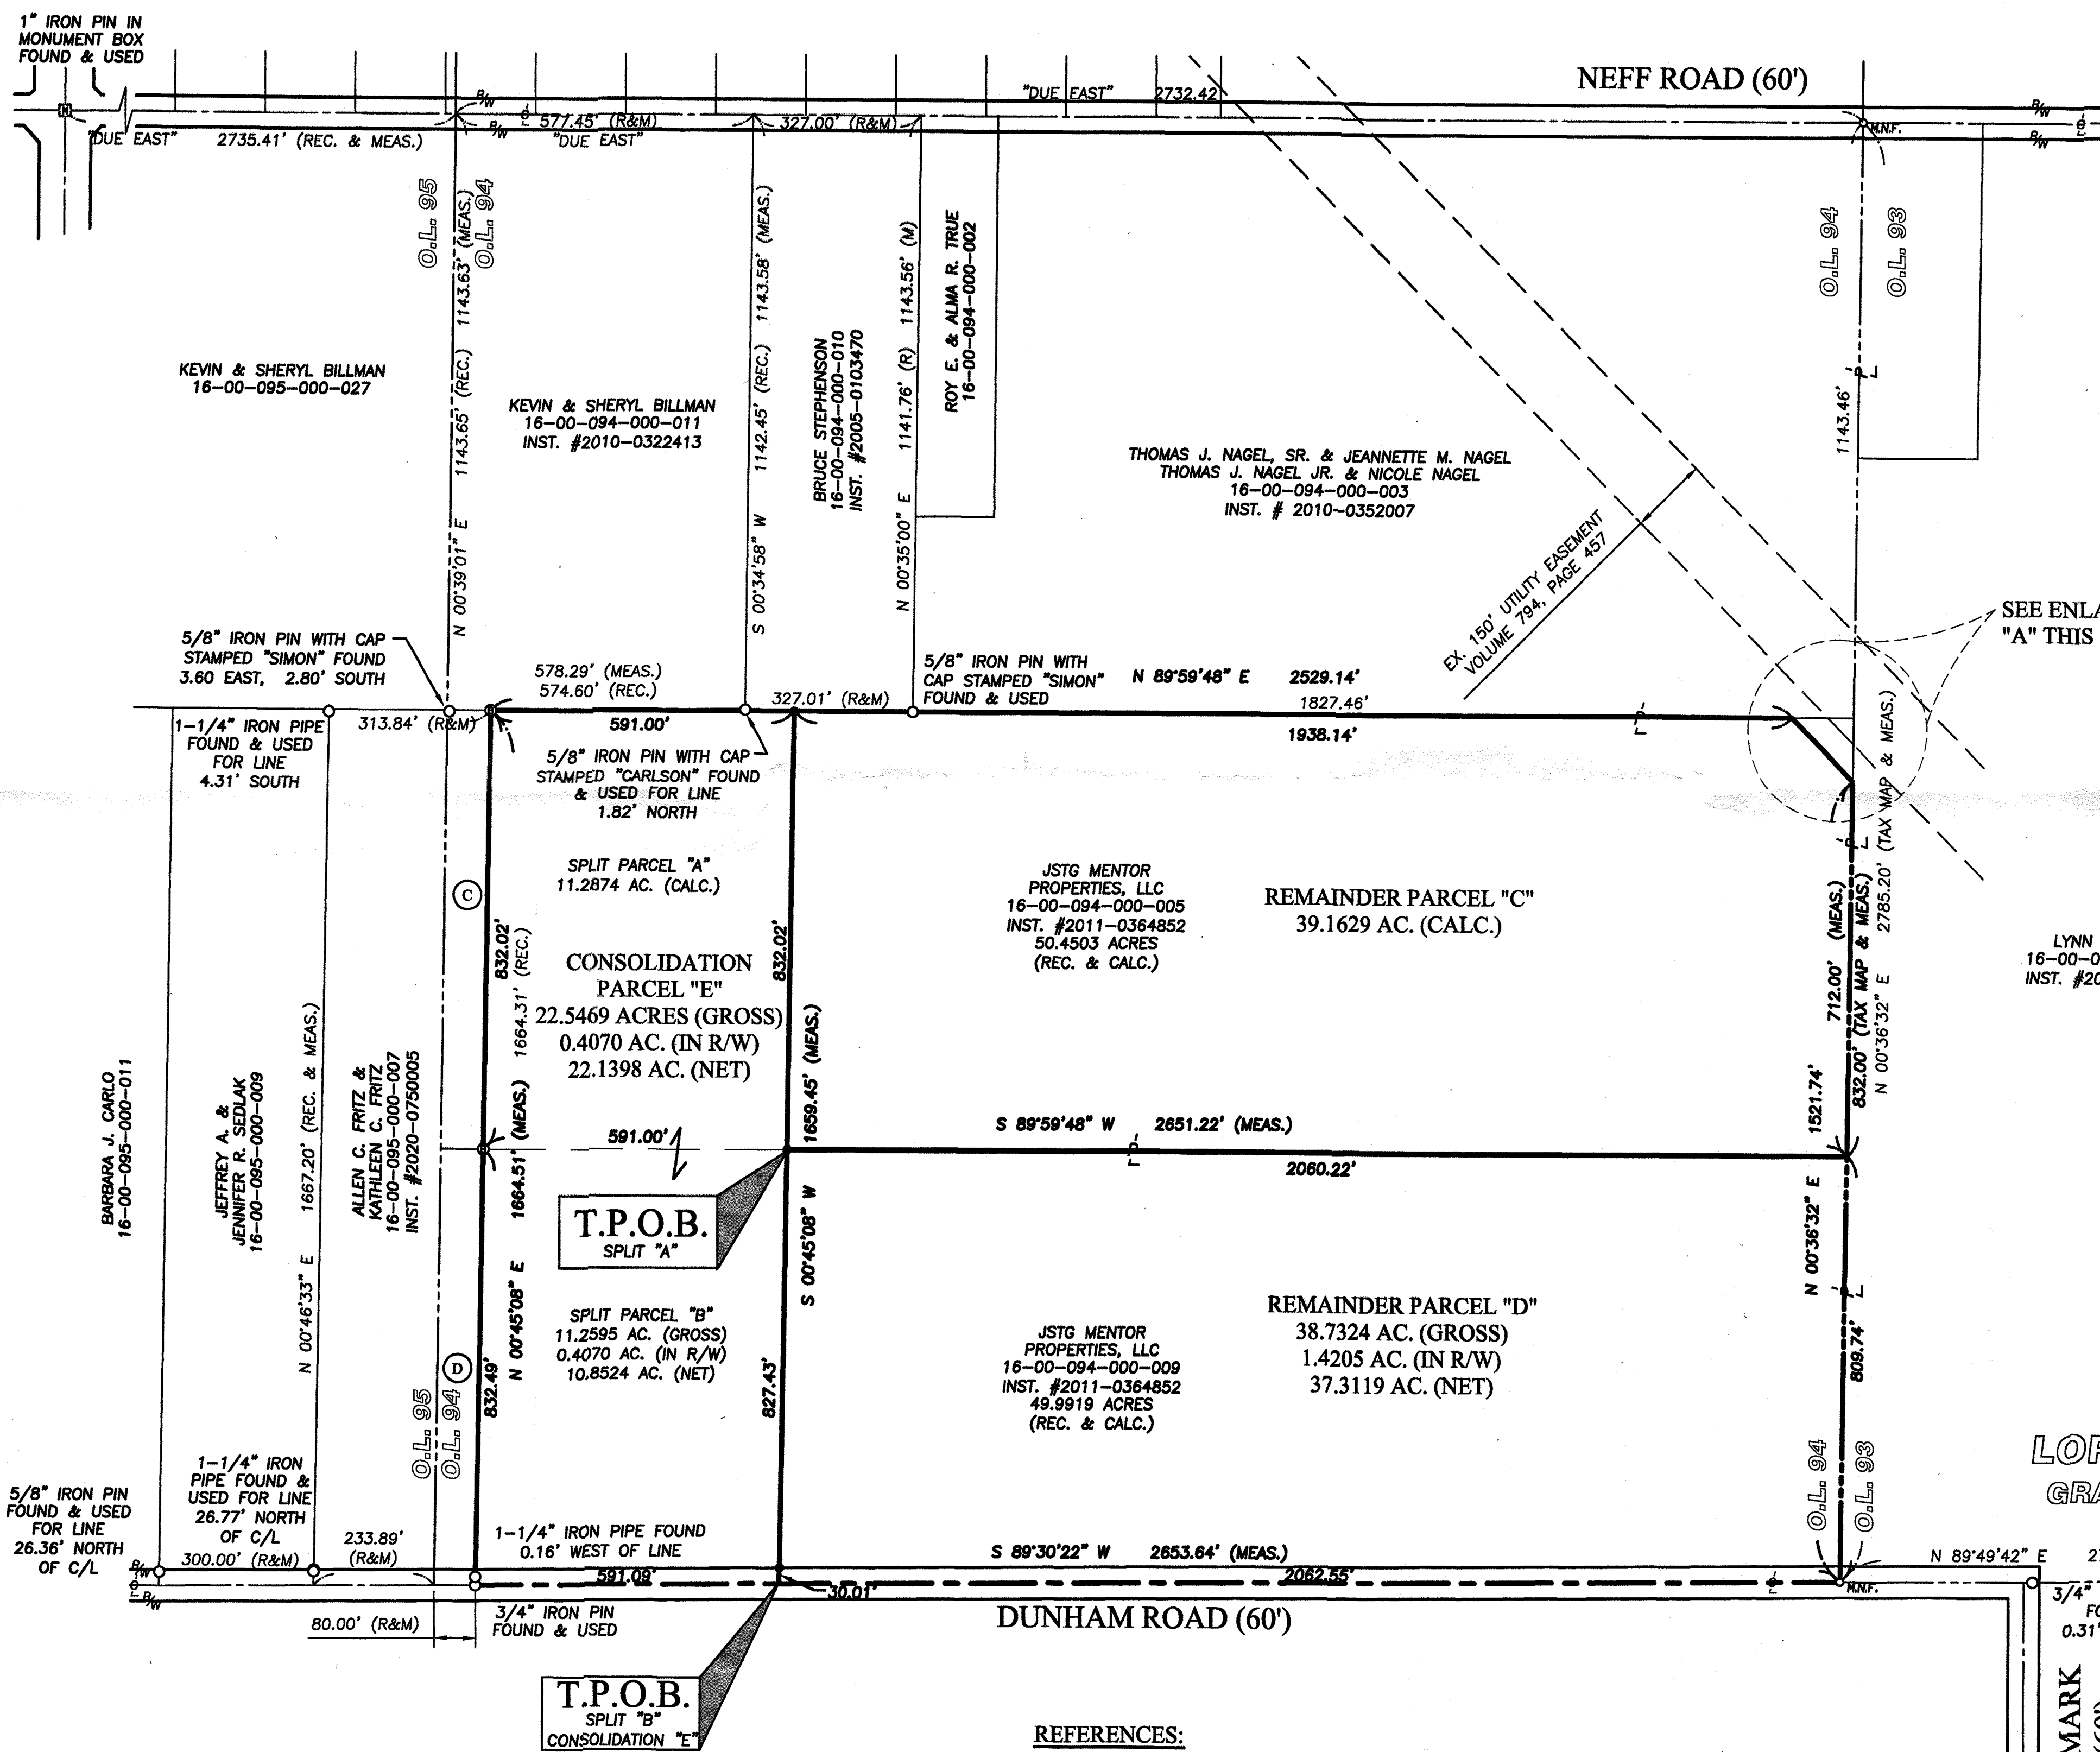 1" IRON PIN IN
MONUMENT BOX
FOUND & USED
M
NEFF ROAD (60')
"DUE EAST" 2732.42
R/W
R/W
577.45' (R&M)
"DUE EAST"
327.00' (R&M)
"DUE EAST" 2735.41' (REC. & MEAS.)
M.N.F.
R/W
R/W
O.L. 95
O.L. 94
N 00°39'01" E 1143.65' (REC.) 1143.63' (MEAS.)
S 00°34'58" W 1142.45' (REC.) 1143.58' (MEAS.)
N 00°35'00" E 1141.76' (R) 1143.56' (M)
BRUCE STEPHENSON
16-00-094-000-010
INST. #2005-0103470
ROY E. & ALMA R. TRUE
16-00-094-000-002
O.L. 94
O.L. 93
1143.46'
KEVIN & SHERYL BILLMAN
16-00-095-000-027
KEVIN & SHERYL BILLMAN
16-00-094-000-011
INST. #2010-0322413
THOMAS J. NAGEL, SR. & JEANNETTE M. NAGEL
THOMAS J. NAGEL JR. & NICOLE NAGEL
16-00-094-000-003
INST. # 2010-0352007
EX. 150' UTILITY EASEMENT
VOLUME 794, PAGE 457
SEE ENLA
"A" THIS
5/8" IRON PIN WITH CAP
STAMPED "SIMON" FOUND
3.60 EAST, 2.80' SOUTH
578.29' (MEAS.)
574.60' (REC.)
327.01' (R&M)
5/8" IRON PIN WITH
CAP STAMPED "SIMON"
FOUND & USED
N 89°59'48" E 2529.14'
1827.46'
1938.14'
1-1/4" IRON PIPE
FOUND & USED
FOR LINE
4.31' SOUTH
313.84' (R&M)
591.00'
5/8" IRON PIN WITH CAP
STAMPED "CARLSON" FOUND
& USED FOR LINE
1.82' NORTH
SPLIT PARCEL "A"
11.2874 AC. (CALC.)
C
832.02'
1664.31' (REC.)
832.02'
CONSOLIDATION
PARCEL "E"
22.5469 ACRES (GROSS)
0.4070 AC. (IN R/W)
22.1398 AC. (NET)
JSTG MENTOR
PROPERTIES, LLC
16-00-094-000-005
INST. #2011-0364852
50.4503 ACRES
(REC. & CALC.)
REMAINDER PARCEL "C"
39.1629 AC. (CALC.)
712.00' (MEAS.)
832.00' (TAX MAP & MEAS.)
N 00°36'32" E 2785.20' (TAX MAP & MEAS.)
LYNN
16-00-0
INST. #20
BARBARA J. CARLO
16-00-095-000-011
JEFFREY A. &
JENNIFER R. SEDLAK
16-00-095-000-009
N 00°46'33" E 1667.20' (REC. & MEAS.)
ALLEN C. FRITZ &
KATHLEEN C. FRITZ
16-00-095-000-007
INST. #2020-0750005
N 00°45'08" E 1664.51' (MEAS.)
591.00'
S 00°45'08" W 1659.45' (MEAS.)
S 89°59'48" W 2651.22' (MEAS.)
2060.22'
N 00°36'32" E 1521.74'
T.P.O.B.
SPLIT "A"
SPLIT PARCEL "B"
11.2595 AC. (GROSS)
0.4070 AC. (IN R/W)
10.8524 AC. (NET)
D
832.49'
827.43'
JSTG MENTOR
PROPERTIES, LLC
16-00-094-000-009
INST. #2011-0364852
49.9919 ACRES
(REC. & CALC.)
REMAINDER PARCEL "D"
38.7324 AC. (GROSS)
1.4205 AC. (IN R/W)
37.3119 AC. (NET)
809.74'
O.L. 95
O.L. 94
O.L. 94
O.L. 93
LOR
GRA
5/8" IRON PIN
FOUND & USED
FOR LINE
26.36' NORTH
OF C/L
1-1/4" IRON
PIPE FOUND &
USED FOR LINE
26.77' NORTH
OF C/L
300.00' (R&M)
233.89'
(R&M)
1-1/4" IRON PIPE FOUND
0.16' WEST OF LINE
S 89°30'22" W 2653.64' (MEAS.)
N 89°49'42" E
R/W
R/W
591.09'
30.01'
2062.55'
M.N.F.
80.00' (R&M)
3/4" IRON PIN
FOUND & USED
DUNHAM ROAD (60')
3/4"
0.31'
MARK
T.P.O.B.
SPLIT "B"
CONSOLIDATION "E"
REFERENCES: